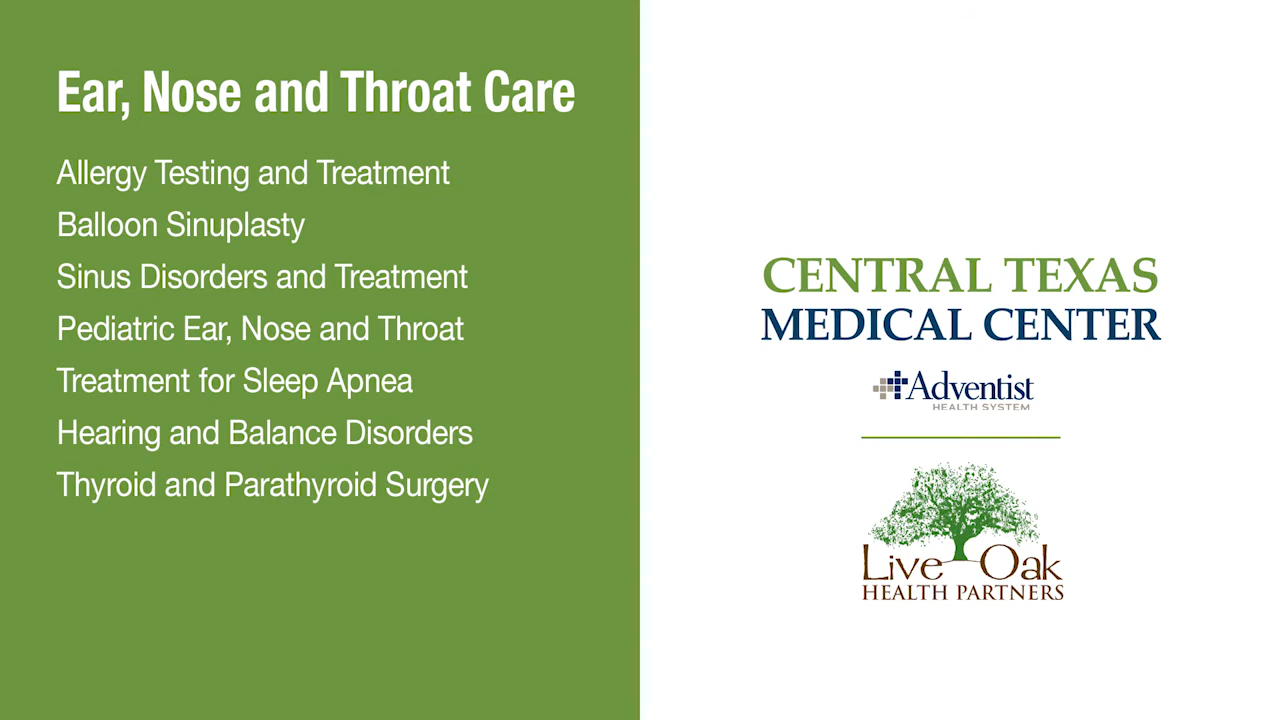 Ear, Nose and Throat Care
Allergy Testing and Treatment
Balloon Sinuplasty
Sinus Disorders and Treatment
Pediatric Ear, Nose and Throat
Treatment for Sleep Apnea
Hearing and Balance Disorders
Thyroid and Parathyroid Surgery
CENTRAL TEXAS
MEDICAL CENTER
Adventist
HEALTH SYSTEM
Live Oak
HEALTH PARTNERS